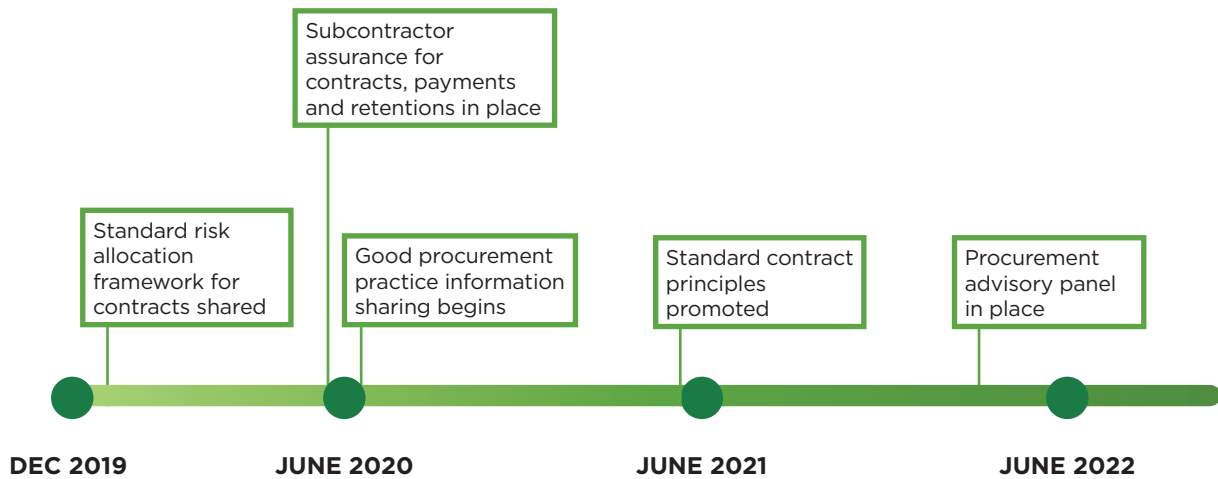 Subcontractor
assurance for
contracts, payments
and retentions in place
Standard risk
allocation
framework for
contracts shared
Good procurement
practice information
sharing begins
Standard contract
principles
promoted
Procurement
advisory panel
in place
DEC 2019
JUNE 2020
JUNE 2021
JUNE 2022